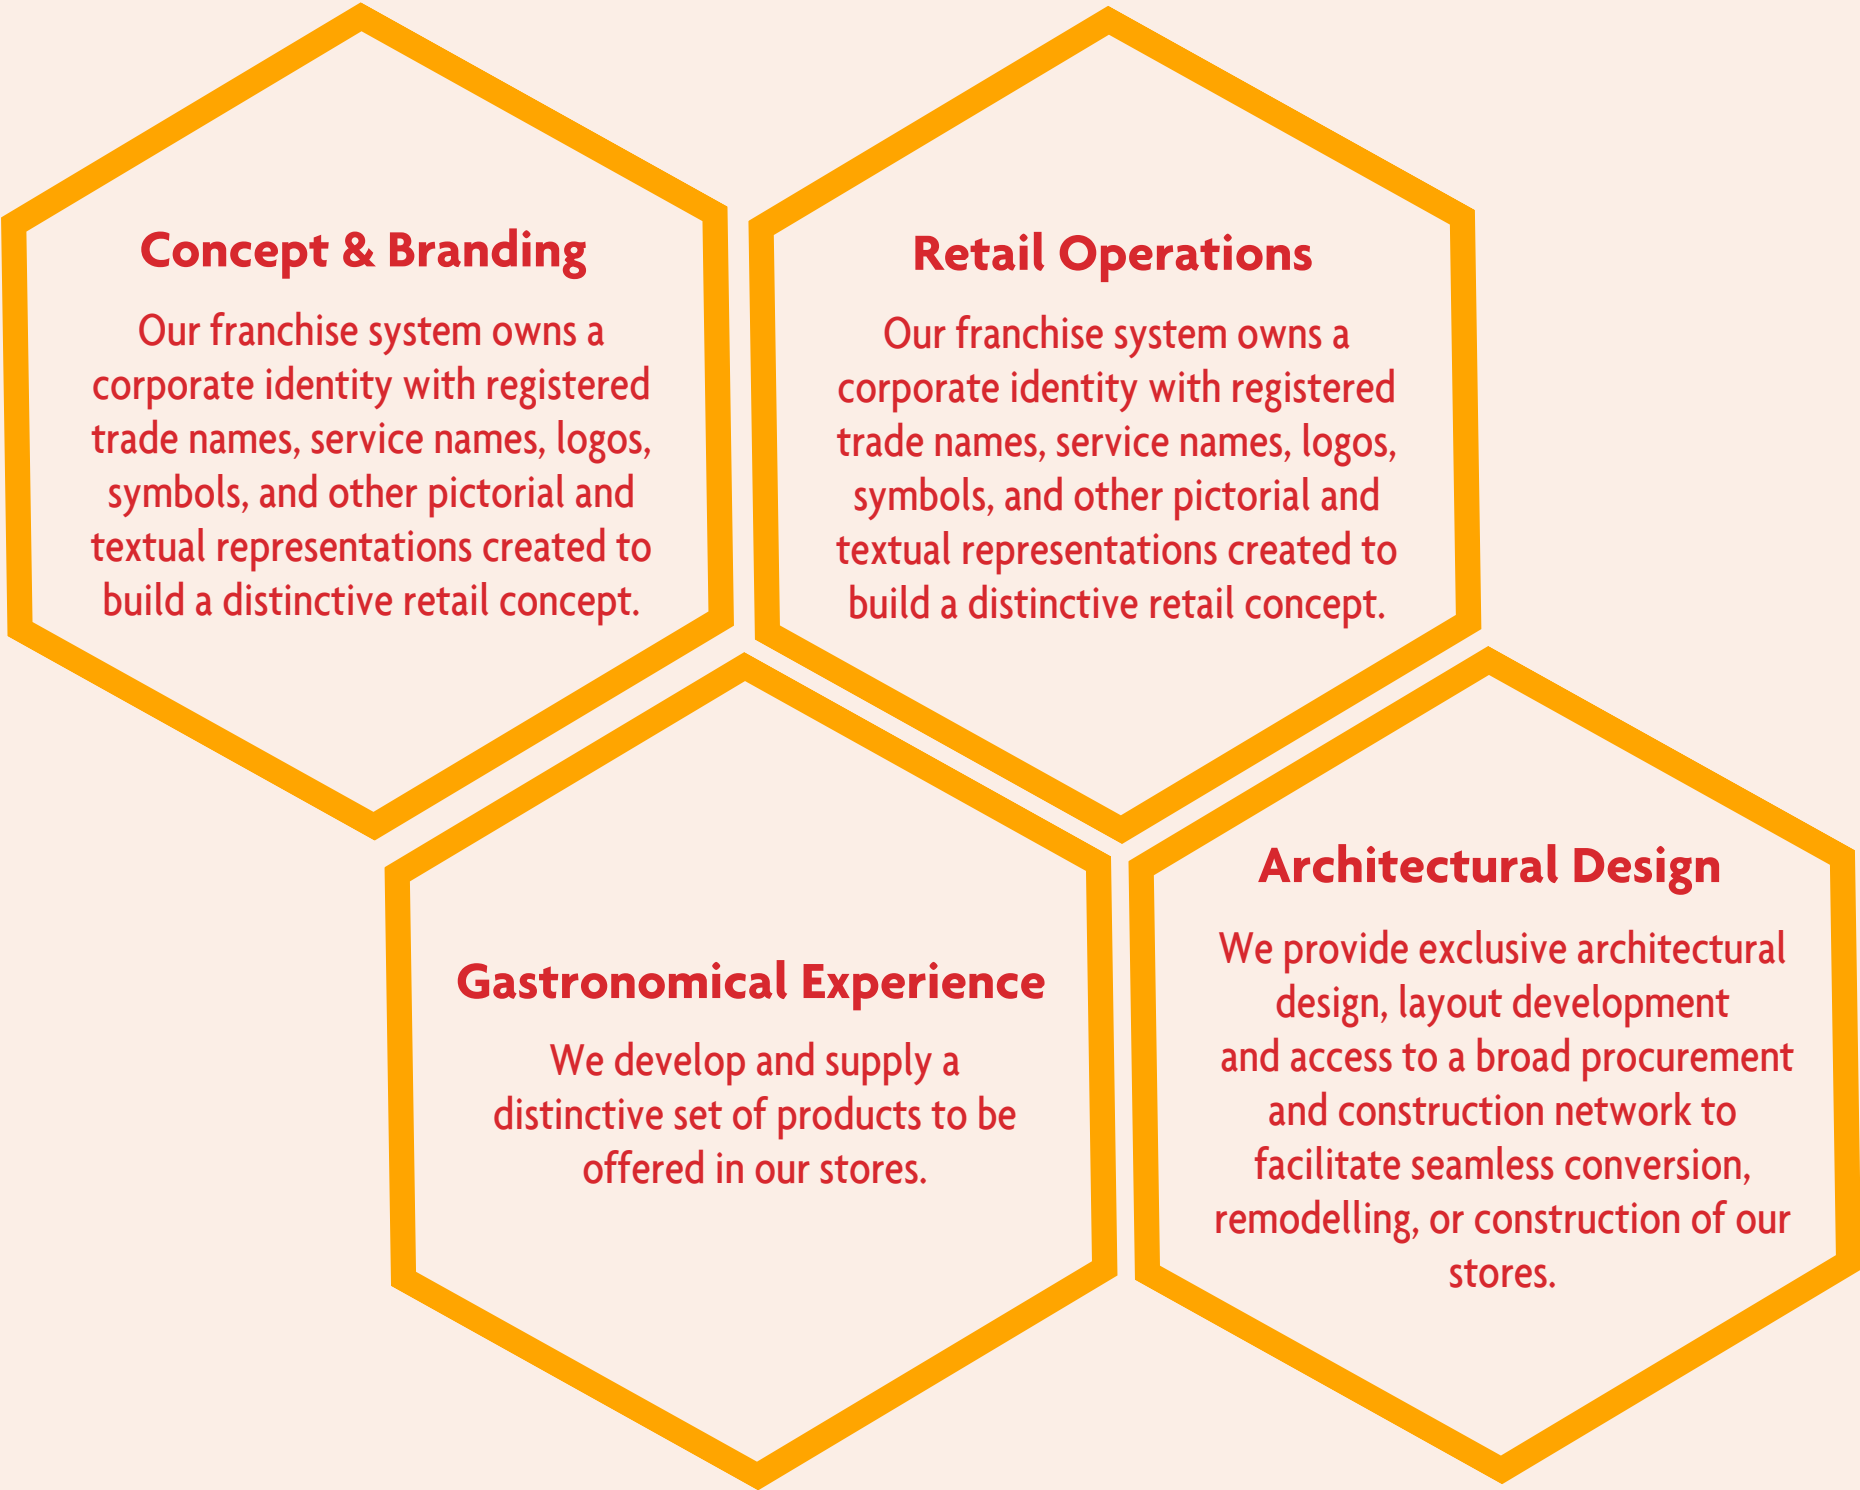 Concept & Branding
Our franchise system owns a
corporate identity with registered
trade names, service names, logos,
symbols, and other pictorial and
textual representations created to
build a distinctive retail concept.
Retail Operations
Our franchise system owns a
corporate identity with registered
trade names, service names, logos,
symbols, and other pictorial and
textual representations created to
build a distinctive retail concept.
Gastronomical Experience
We develop and supply a
distinctive set of products to be
offered in our stores.
Architectural Design
We provide exclusive architectural
design, layout development
and access to a broad procurement
and construction network to
facilitate seamless conversion,
remodelling, or construction of our
stores.